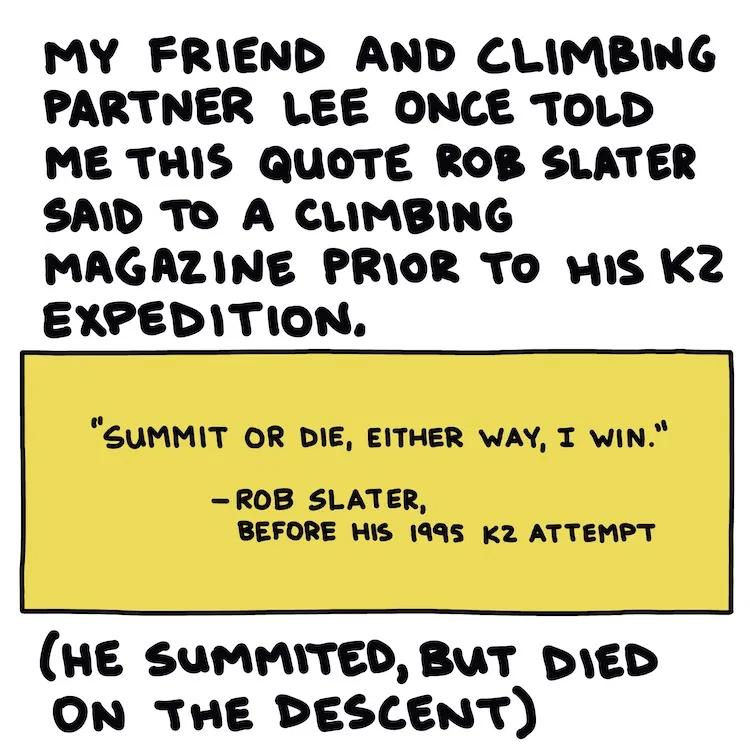 MY FRIEND AND CLIMBING
PARTNER LEE ONCE TOLD
ME THIS QUOTE ROB SLATER
SAID TO A CLIMBING
MAGAZINE PRIOR TO HIS K2
EXPEDITION.
"SUMMIT OR DIE, EITHER WAY, I WIN."
— ROB SLATER,
BEFORE HIS 1995 K2 ATTEMPT
(HE SUMMITED, BUT DIED
ON THE DESCENT)